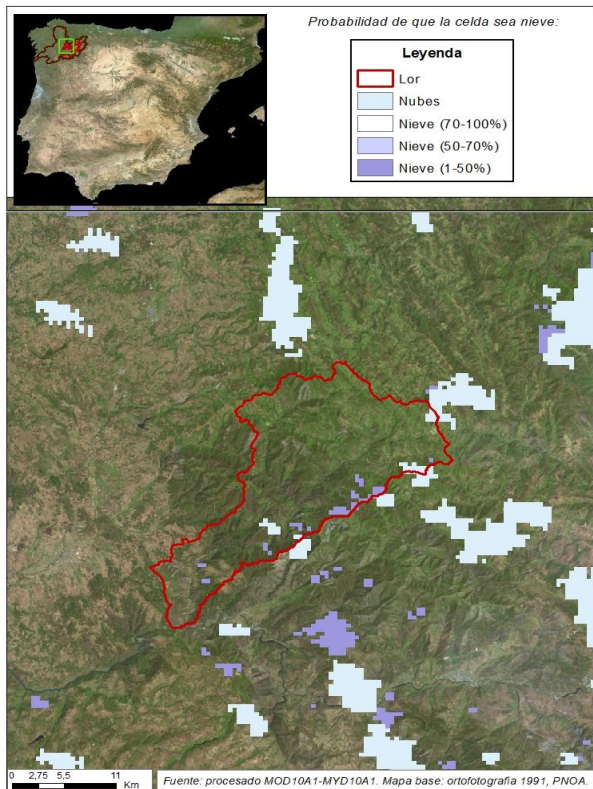 Probabilidad de que la celda sea nieve:
Leyenda
Lor
Nubes
Nieve (70-100%)
Nieve (50-70%)
Nieve (1-50%)
0 2,75 5,5 11
Km
Fuente: procesado MOD10A1-MYD10A1. Mapa base: ortofotografia 1991, PNOA.